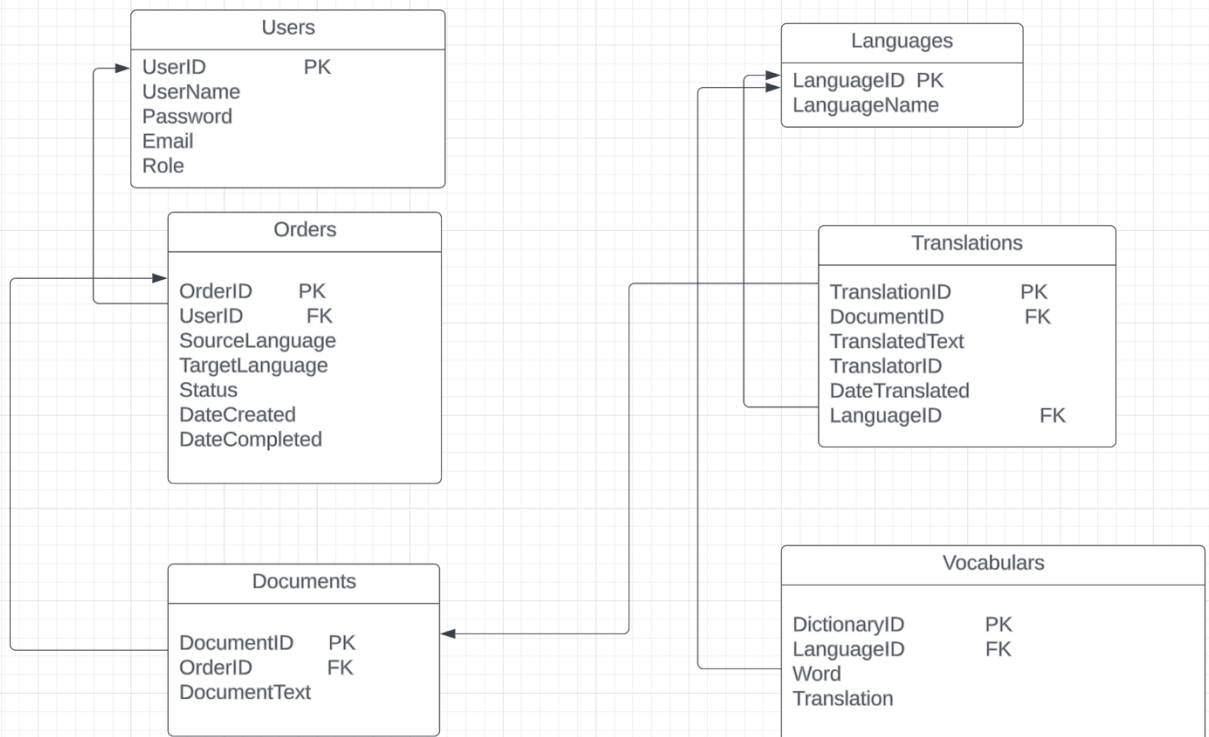 Users
UserID PK
UserName
Password
Email
Role
Orders
OrderID PK
UserID FK
SourceLanguage
TargetLanguage
Status
DateCreated
DateCompleted
Documents
DocumentID PK
OrderID FK
DocumentText
Languages
LanguageID PK
LanguageName
Translations
TranslationID PK
DocumentID FK
TranslatedText
TranslatorID
DateTranslated
LanguageID FK
Vocabulars
DictionaryID PK
LanguageID FK
Word
Translation